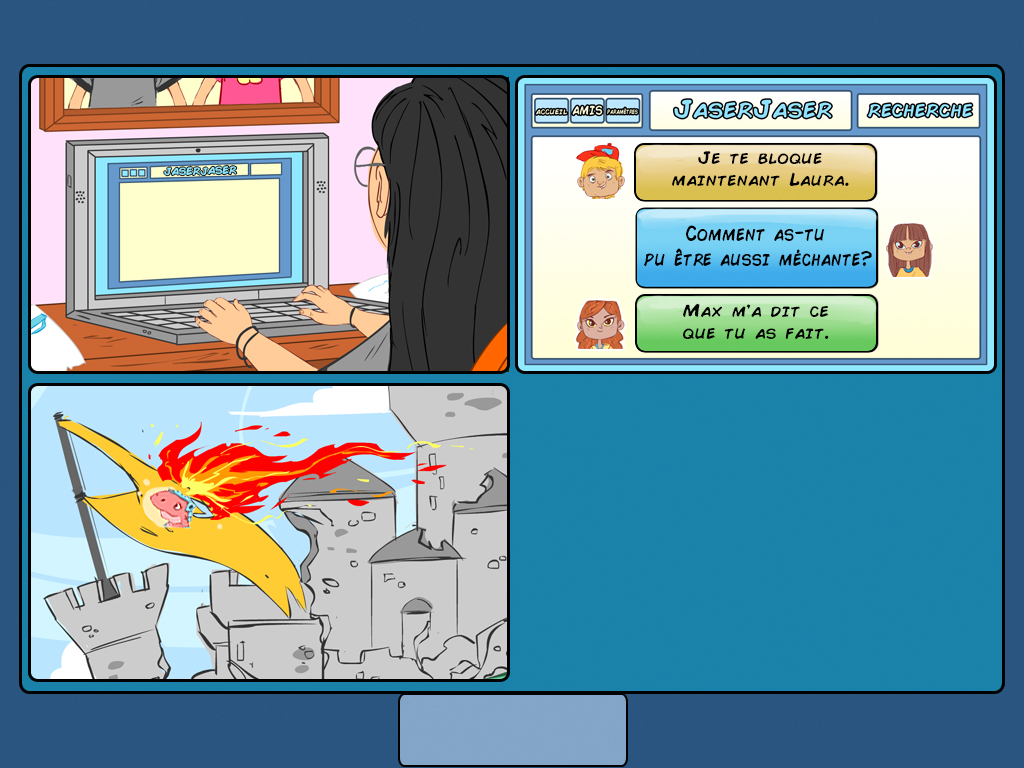 JASERJASER
ACCUEIL AMIS PARAMÈTRES JASERJASER RECHERCHE
JE TE BLOQUE
MAINTENANT LAURA.
COMMENT AS-TU
PU ÊTRE AUSSI MÉCHANTE?
MAX M'A DIT CE
QUE TU AS FAIT.